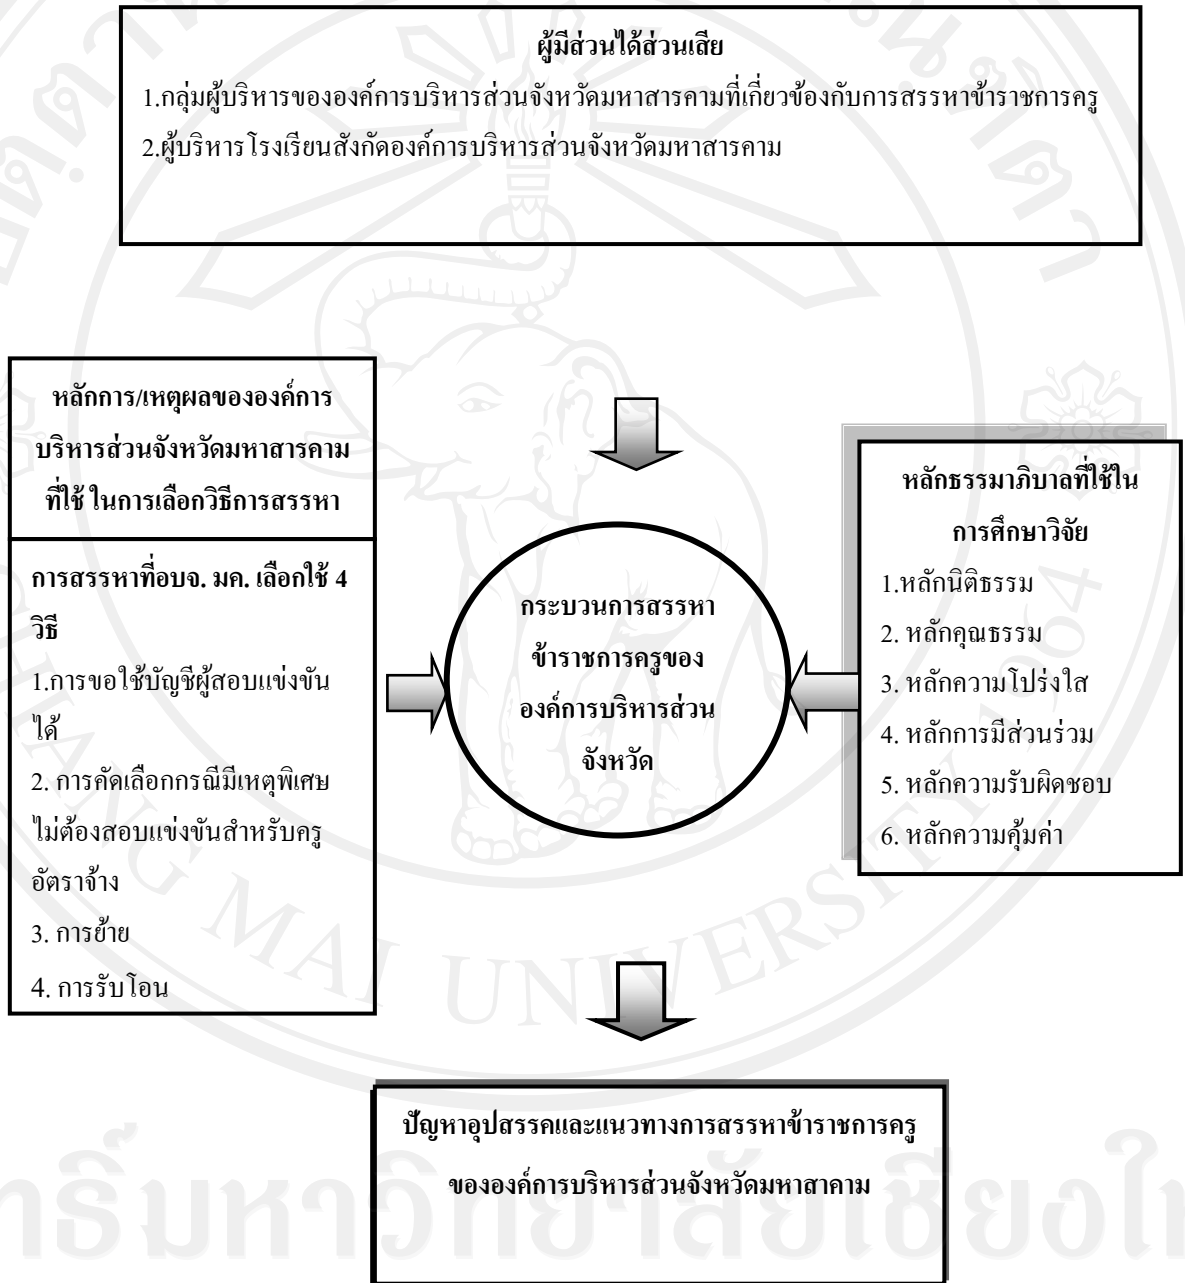 ผู้มีส่วนได้ส่วนเสีย
1.กลุ่มผู้บริหารขององค์การบริหารส่วนจังหวัดมหาสารคามที่เกี่ยวข้องกับการสรรหาข้าราชการครู
2.ผู้บริหารโรงเรียนสังกัดองค์การบริหารส่วนจังหวัดมหาสารคาม
หลักการ/เหตุผลขององค์การ
บริหารส่วนจังหวัดมหาสารคาม
ที่ใช้ ในการเลือกวิธีการสรรหา
การสรรหาที่อบจ. มค. เลือกใช้ 4
วิธี
1.การขอใช้บัญชีผู้สอบแข่งขัน
ได้
2. การคัดเลือกกรณีมีเหตุพิเศษ
ไม่ต้องสอบแข่งขันสำหรับครู
อัตราจ้าง
3. การย้าย
4. การรับโอน
กระบวนการสรรหา
ข้าราชการครูของ
องค์การบริหารส่วน
จังหวัด
หลักธรรมาภิบาลที่ใช้ใน
การศึกษาวิจัย
1.หลักนิติธรรม
2. หลักคุณธรรม
3. หลักความโปร่งใส
4. หลักการมีส่วนร่วม
5. หลักความรับผิดชอบ
6. หลักความคุ้มค่า
ปัญหาอุปสรรคและแนวทางการสรรหาข้าราชการครู
ขององค์การบริหารส่วนจังหวัดมหาสาคาม
MAI UNIVERSITY 1964